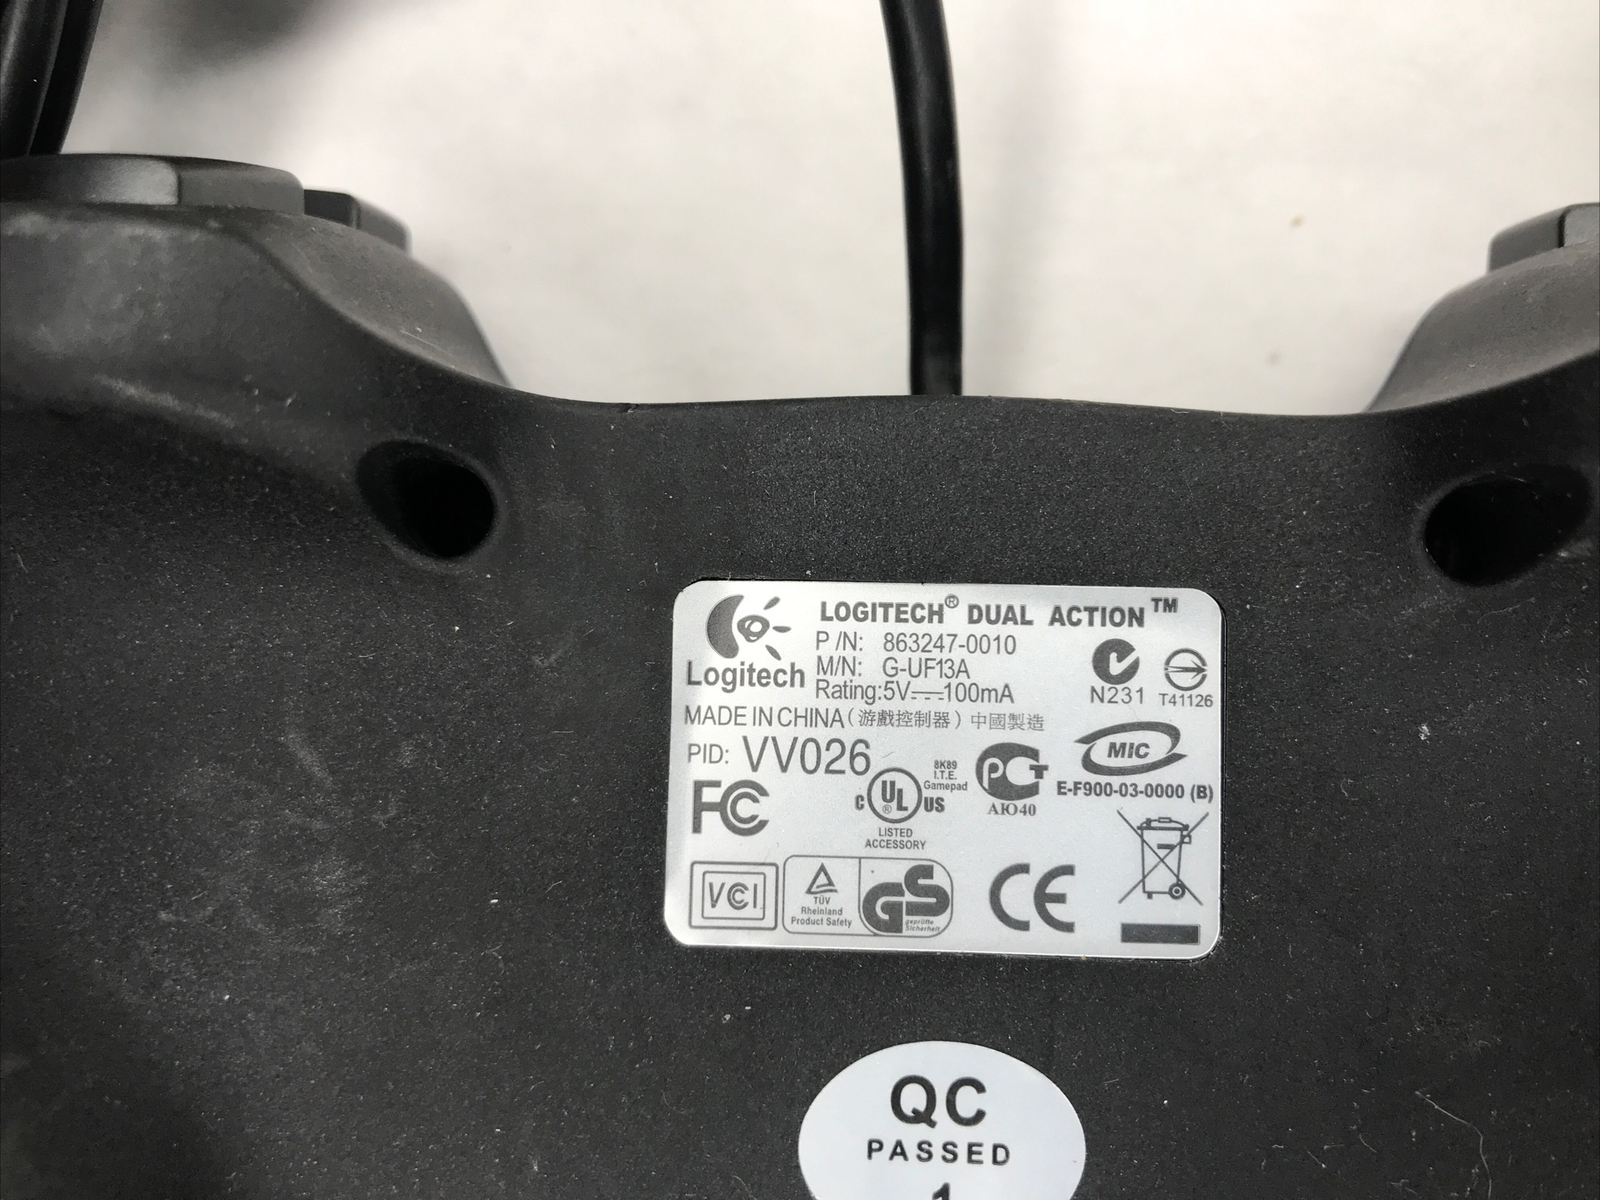 LOGITECH® DUAL ACTION™
Logitech
P/N: 863247-0010
M/N: G-UF13A
Rating:5V⎓100mA
N231
T41126
MADE IN CHINA (游戲控制器) 中國製造
PID: VV026
FC
C UL® US
8K89
I.T.E.
Gamepad
LISTED
ACCESSORY
РСТ
АЮ40
MIC
E-F900-03-0000 (B)
VCI
TÜV
Rheinland
Product Safety
GS
geprüfte
Sicherheit
CE
QC
PASSED
1